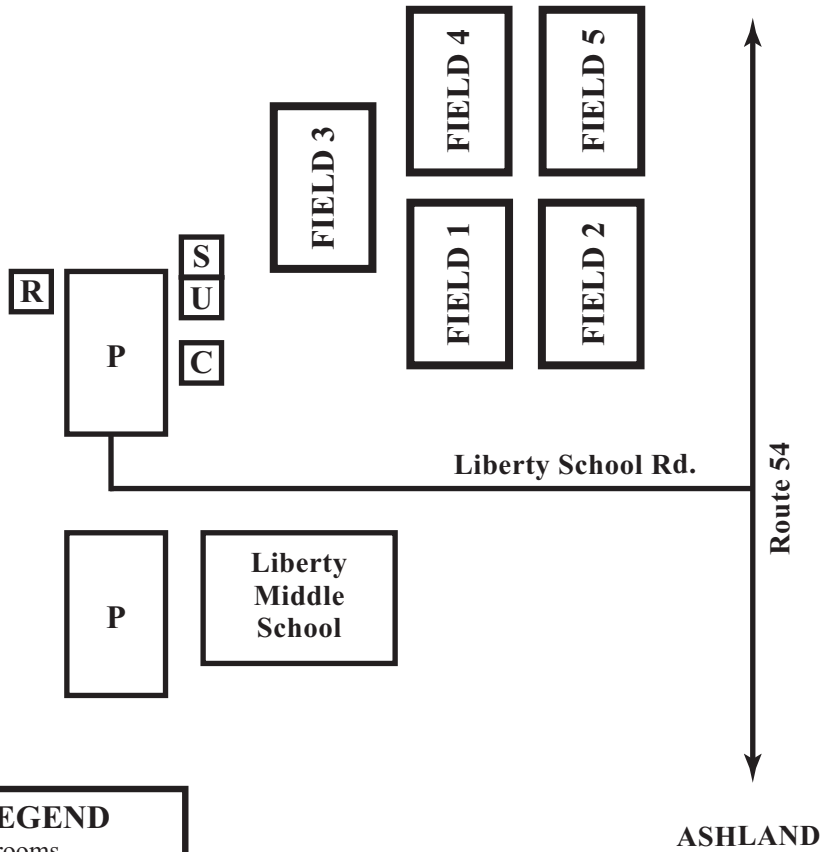 FIELD 4
FIELD 5
FIELD 3
FIELD 1
FIELD 2
S
R
U
P
C
Liberty School Rd.
Route 54
Liberty
Middle
School
P
ASHLAND